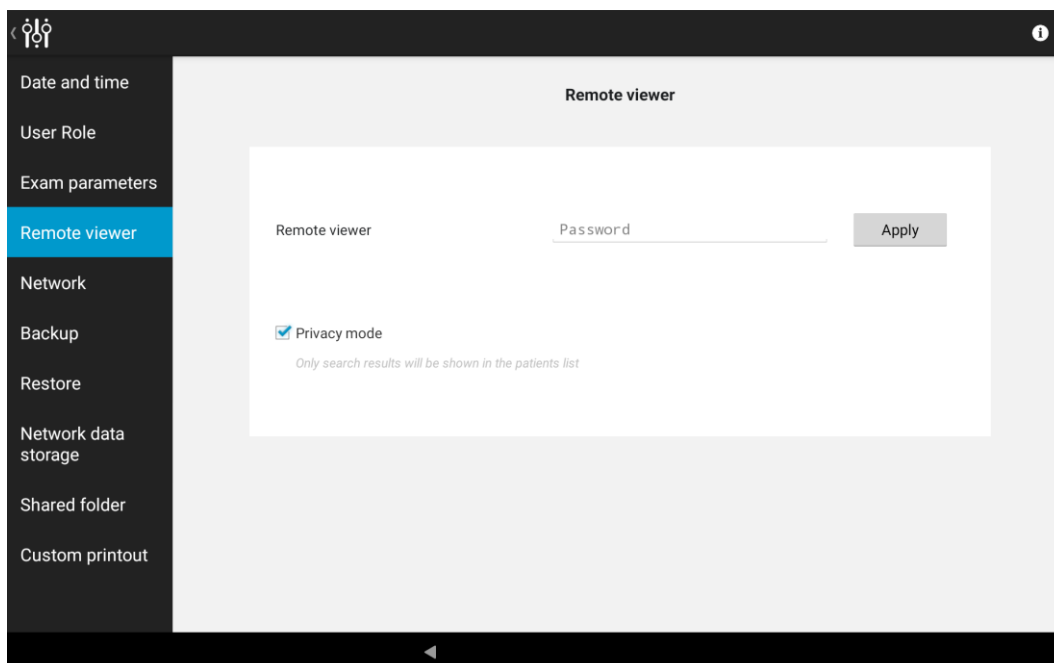 Date and time
User Role
Exam parameters
Remote viewer
Network
Backup
Restore
Network data
storage
Shared folder
Custom printout
Remote viewer
Remote viewer
Password
Apply
Privacy mode
Only search results will be shown in the patients list